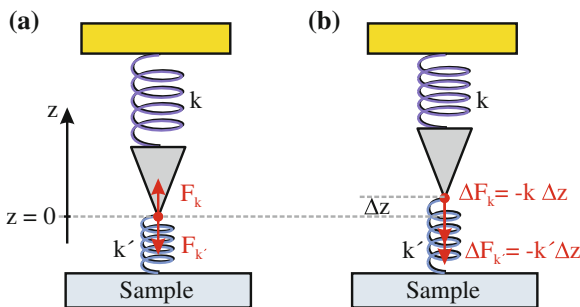 (a)
k
z
F_k
z = 0
k´
F_k´
Sample
(b)
k
Δz
ΔF_k = -k Δz
k´
ΔF_k´ = -k´Δz
Sample